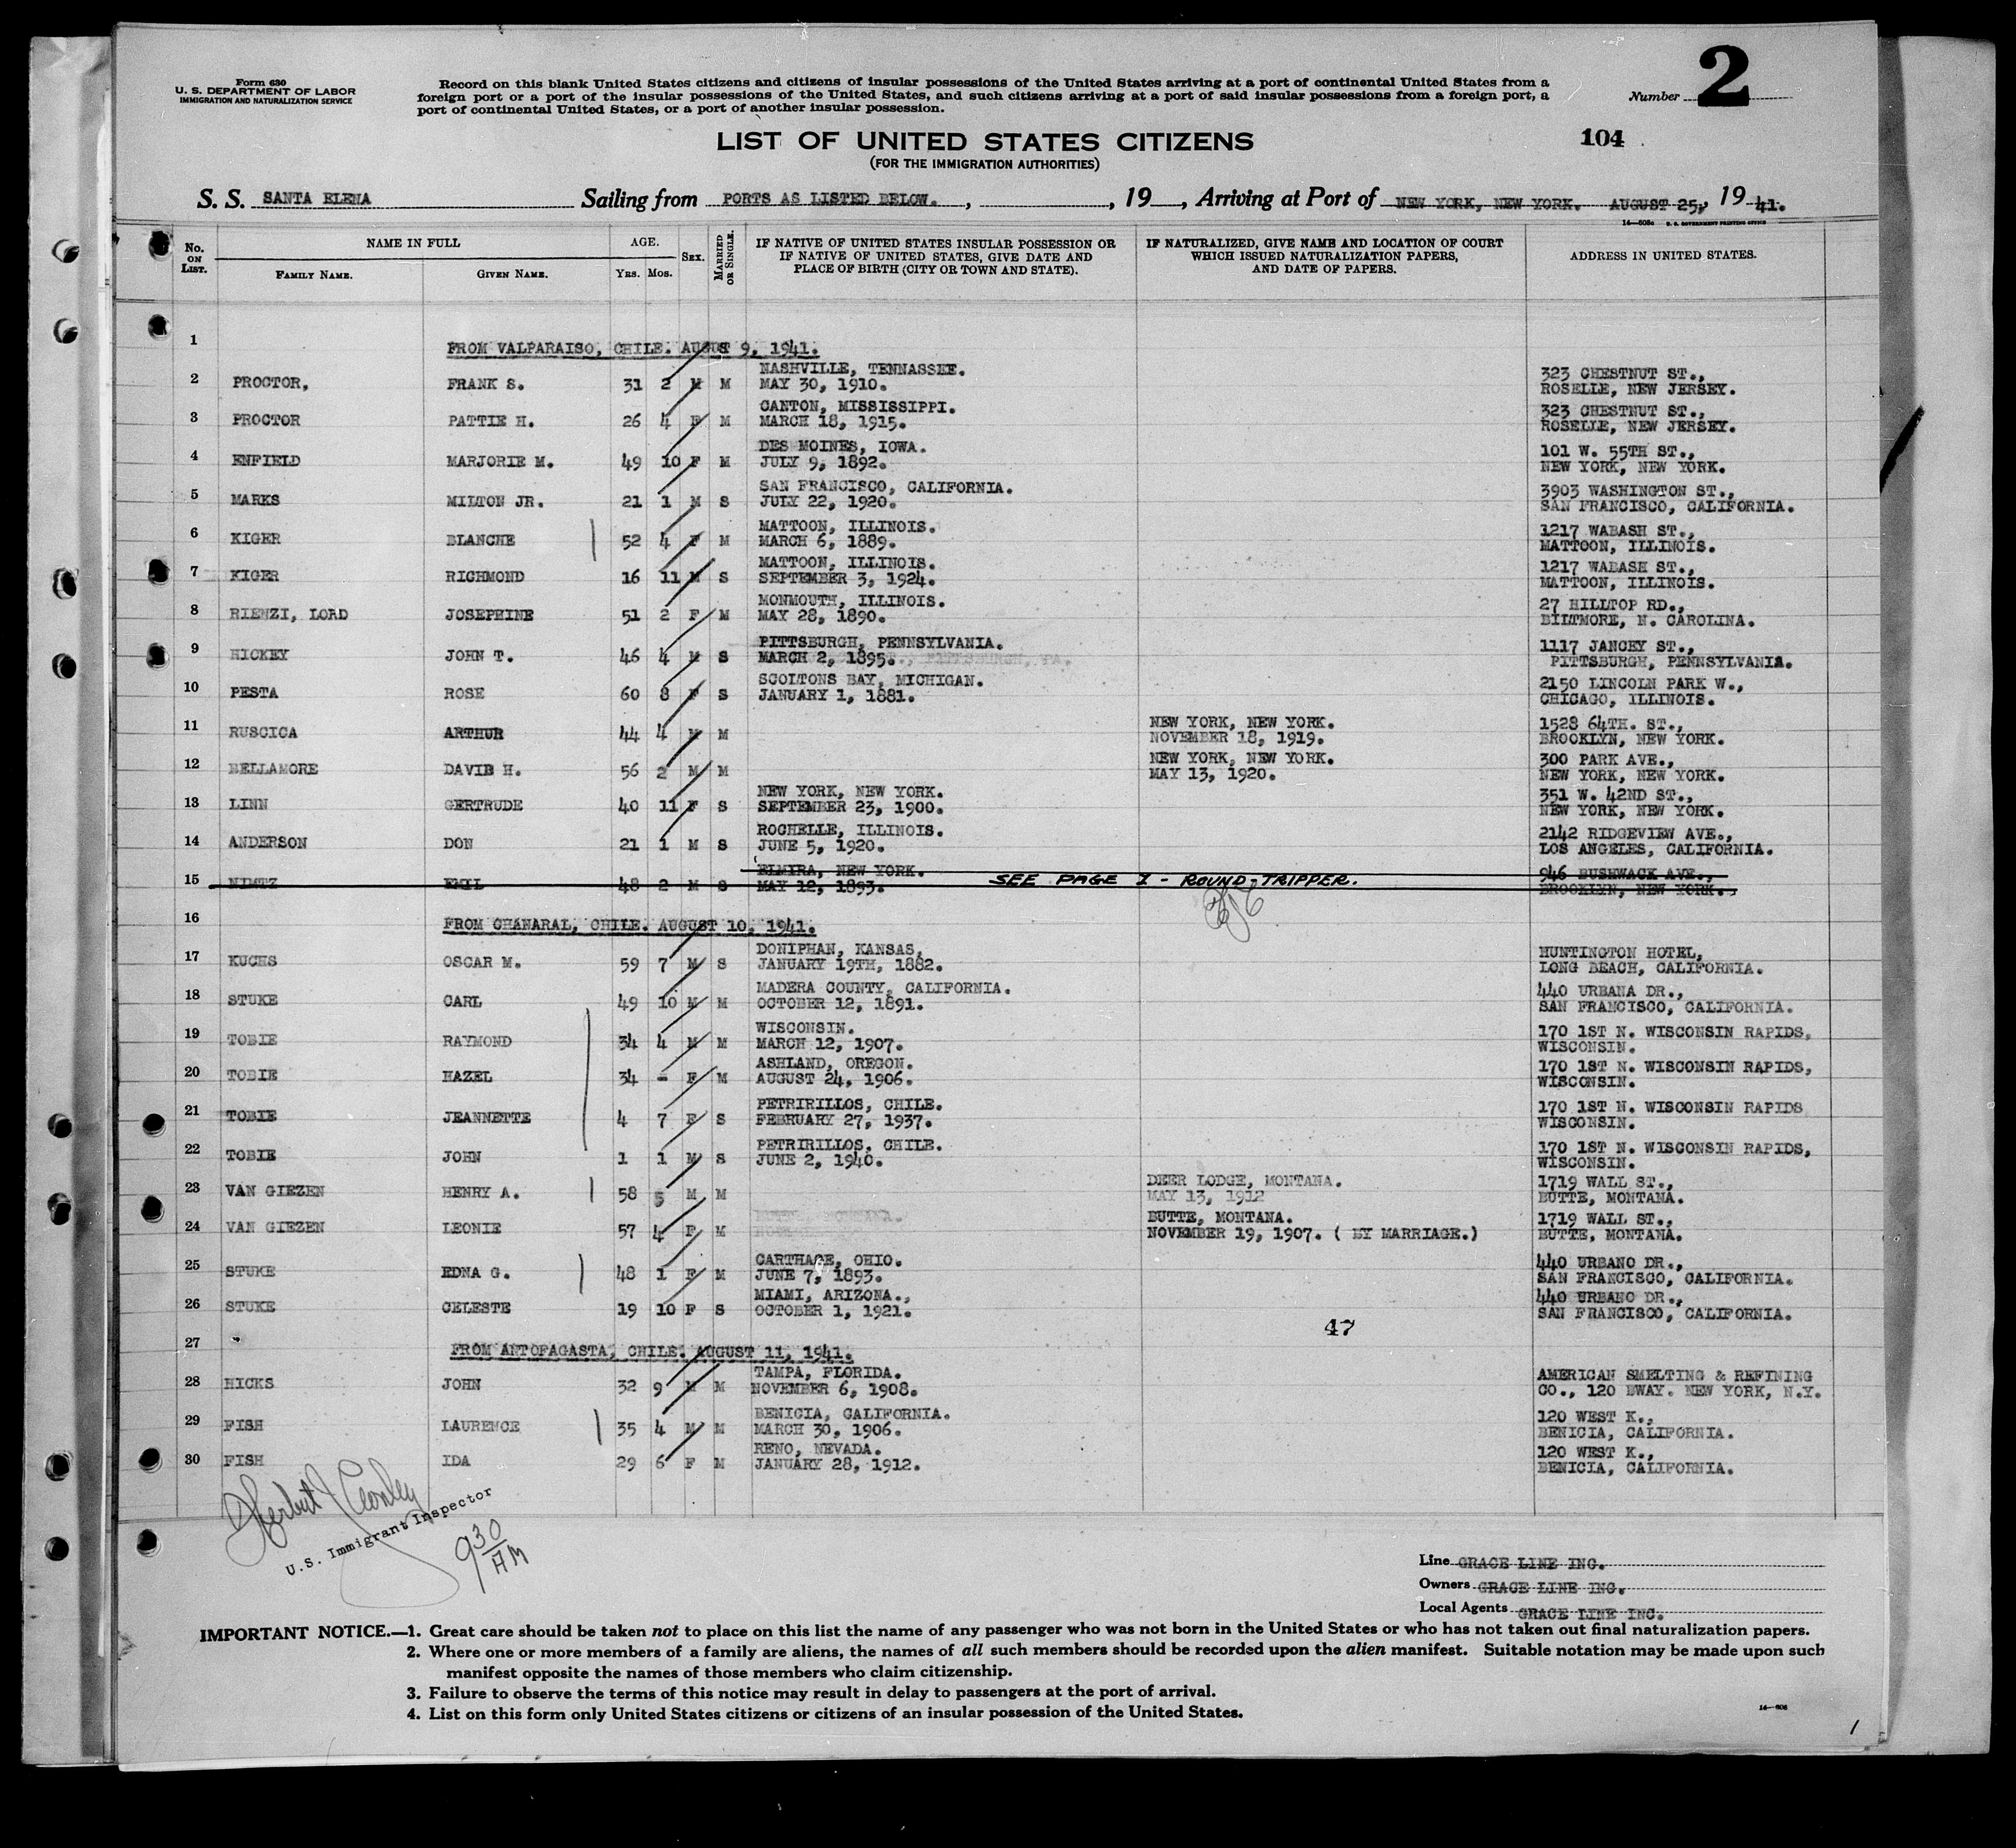 Form 630
U. S. DEPARTMENT OF LABOR
IMMIGRATION AND NATURALIZATION SERVICE
Record on this blank United States citizens and citizens of insular possessions of the United States arriving at a port of continental United States from a
foreign port or a port of the insular possessions of the United States, and such citizens arriving at a port of said insular possessions from a foreign port, a
port of continental United States, or a port of another insular possession.
Number 2
104
LIST OF UNITED STATES CITIZENS
(FOR THE IMMIGRATION AUTHORITIES)
S. S. SANTA ELENA Sailing from PORTS AS LISTED BELOW. , , 19 , Arriving at Port of NEW YORK, NEW YORK. AUGUST 25, 19 41.
No. ON LIST. NAME IN FULL FAMILY NAME. GIVEN NAME. AGE. YRS. MOS. SEX. MARRIED OR SINGLE. IF NATIVE OF UNITED STATES INSULAR POSSESSION OR IF NATIVE OF UNITED STATES, GIVE DATE AND PLACE OF BIRTH (CITY OR TOWN AND STATE). IF NATURALIZED, GIVE NAME AND LOCATION OF COURT WHICH ISSUED NATURALIZATION PAPERS, AND DATE OF PAPERS. ADDRESS IN UNITED STATES.
1 FROM VALPARAISO, CHILE. AUGUS 9, 1941.
2 PROCTOR, FRANK S. 31 2 M M NASHVILLE, TENNASSEE. MAY 30, 1910. 323 CHESTNUT ST., ROSELLE, NEW JERSEY.
3 PROCTOR PATTIE H. 26 4 F M CANTON, MISSISSIPPI. MARCH 18, 1915. 323 CHESTNUT ST., ROSELLE, NEW JERSEY.
4 ENFIELD MARJORIE M. 49 10 F M DES MOINES, IOWA. JULY 9, 1892. 101 W. 55TH ST., NEW YORK, NEW YORK.
5 MARKS MILTON JR. 21 1 M S SAN FRANCISCO, CALIFORNIA. JULY 22, 1920. 3903 WASHINGTON ST., SAN FRANCISCO, CALIFORNIA.
6 KIGER BLANCHE 52 4 F M MATTOON, ILLINOIS. MARCH 6, 1889. 1217 WABASH ST., MATTOON, ILLINOIS.
7 KIGER RICHMOND 16 11 M S MATTOON, ILLINOIS. SEPTEMBER 3, 1924. 1217 WABASH ST., MATTOON, ILLINOIS.
8 RIENZI, LORD JOSEPHINE 51 2 F M MONMOUTH, ILLINOIS. MAY 28, 1890. 27 HILLTOP RD., BILTMORE, N. CAROLINA.
9 HICKEY JOHN T. 46 4 M S PITTSBURGH, PENNSYLVANIA. MARCH 2, 1895. 1117 JANCEY ST., PITTSBURGH, PENNSYLVANIA.
10 PESTA ROSE 60 8 F S SCOLTONS BAY, MICHIGAN. JANUARY 1, 1881. 2150 LINCOLN PARK W., CHICAGO, ILLINOIS.
11 RUSCICA ARTHUR 44 4 M M NEW YORK, NEW YORK. NOVEMBER 18, 1919. 1528 64TH. ST., BROOKLYN, NEW YORK.
12 BELLAMORE DAVID H. 56 2 M M NEW YORK, NEW YORK. MAY 13, 1920. 300 PARK AVE., NEW YORK, NEW YORK.
13 LINN GERTRUDE 40 11 F S NEW YORK, NEW YORK. SEPTEMBER 23, 1900. 351 W. 42ND ST., NEW YORK, NEW YORK.
14 ANDERSON DON 21 1 M S ROCHELLE, ILLINOIS. JUNE 5, 1920. 2142 RIDGEVIEW AVE., LOS ANGELES, CALIFORNIA.
15 NIMTZ EMIL 48 2 M S ELMIRA, NEW YORK. MAY 12, 1893. SEE PAGE 1 - ROUND-TRIPPER. 946 BUSHWACK AVE., BROOKLYN, NEW YORK.
16 FROM CHANARAL, CHILE. AUGUST 10, 1941.
17 KUCHS OSCAR M. 59 7 M S DONIPHAN, KANSAS, JANUARY 19TH, 1882. HUNTINGTON HOTEL, LONG BEACH, CALIFORNIA.
18 STUKE CARL 49 10 M M MADERA COUNTY, CALIFORNIA. OCTOBER 12, 1891. 440 URBANA DR., SAN FRANCISCO, CALIFORNIA.
19 TOBIE RAYMOND 34 4 M M WISCONSIN. MARCH 12, 1907. 170 1ST N. WISCONSIN RAPIDS, WISCONSIN.
20 TOBIE HAZEL 34 - F M ASHLAND, OREGON. AUGUST 24, 1906. 170 1ST N. WISCONSIN RAPIDS, WISCONSIN.
21 TOBIE JEANNETTE 4 7 F S PETRIRILLOS, CHILE. FEBRUARY 27, 1937. 170 1ST N. WISCONSIN RAPIDS WISCONSIN.
22 TOBIE JOHN 1 1 M S PETRIRILLOS, CHILE. JUNE 2, 1940. 170 1ST N. WISCONSIN RAPIDS, WISCONSIN.
23 VAN GIEZEN HENRY A. 58 5 M M DEER LODGE, MONTANA. MAY 13, 1912 1719 WALL ST., BUTTE, MONTANA.
24 VAN GIEZEN LEONIE 57 4 F M BUTTE, MONTANA. NOVEMBER 19, 1907. ( BY MARRIAGE.) 1719 WALL ST., BUTTE, MONTANA.
25 STUKE EDNA G. 48 1 F M CARTHAGE, OHIO. JUNE 7, 1893. 440 URBANO DR., SAN FRANCISCO, CALIFORNIA.
26 STUKE CELESTE 19 10 F S MIAMI, ARIZONA., OCTOBER 1, 1921. 440 URBANO DR., SAN FRANCISCO, CALIFORNIA.
47
27 FROM ANTOFAGASTA, CHILE. AUGUST 11, 1941.
28 HICKS JOHN 32 9 M M TAMPA, FLORIDA. NOVEMBER 6, 1908. AMERICAN SMELTING & REFINING CO., 120 BWAY. NEW YORK, N.Y.
29 FISH LAURENCE 35 4 M M BENICIA, CALIFORNIA. MARCH 30, 1906. 120 WEST K., BENICIA, CALIFORNIA.
30 FISH IDA 29 6 F M RENO, NEVADA. JANUARY 28, 1912. 120 WEST K., BENICIA, CALIFORNIA.
U.S. Immigrant Inspector
930 AM
Line GRACE LINE INC.
Owners GRACE LINE INC.
Local Agents GRACE LINE INC.
IMPORTANT NOTICE.—1. Great care should be taken not to place on this list the name of any passenger who was not born in the United States or who has not taken out final naturalization papers.
2. Where one or more members of a family are aliens, the names of all such members should be recorded upon the alien manifest. Suitable notation may be made upon such
manifest opposite the names of those members who claim citizenship.
3. Failure to observe the terms of this notice may result in delay to passengers at the port of arrival.
4. List on this form only United States citizens or citizens of an insular possession of the United States.